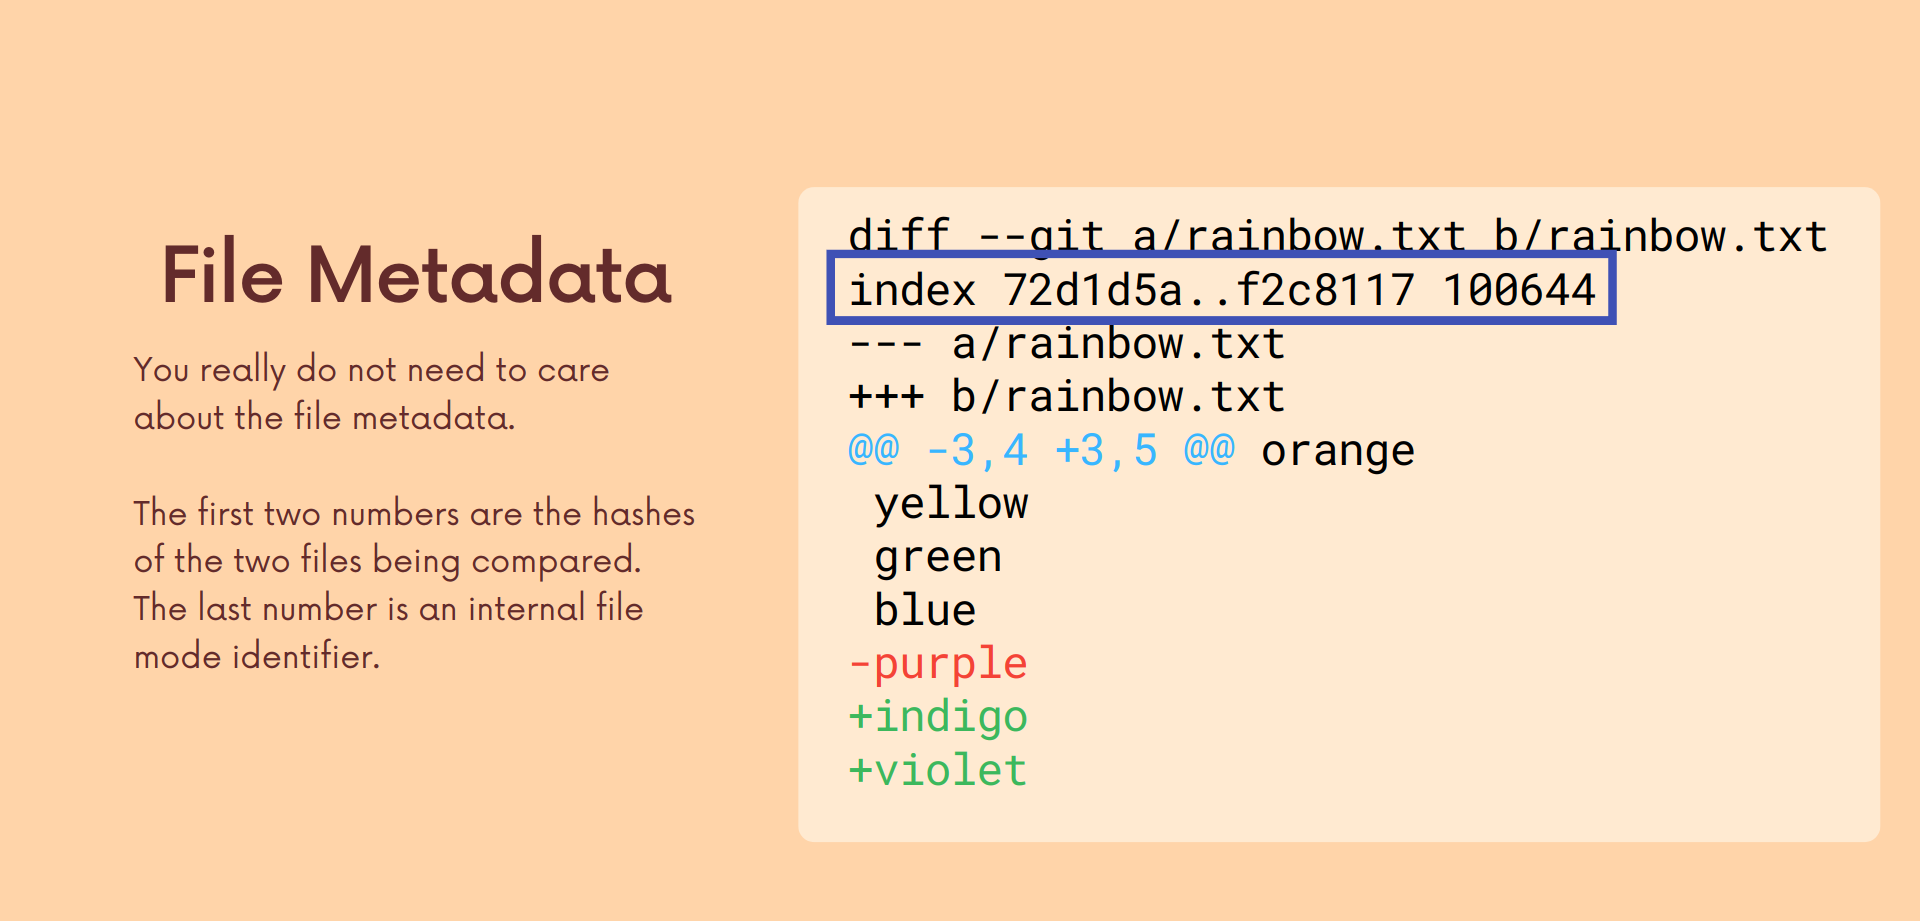 File Metadata
You really do not need to care
about the file metadata.
The first two numbers are the hashes
of the two files being compared.
The last number is an internal file
mode identifier.
diff --git a/rainbow.txt b/rainbow.txt
index 72d1d5a..f2c8117 100644
--- a/rainbow.txt
+++ b/rainbow.txt
@@ -3,4 +3,5 @@ orange
 yellow
 green
 blue
-purple
+indigo
+violet